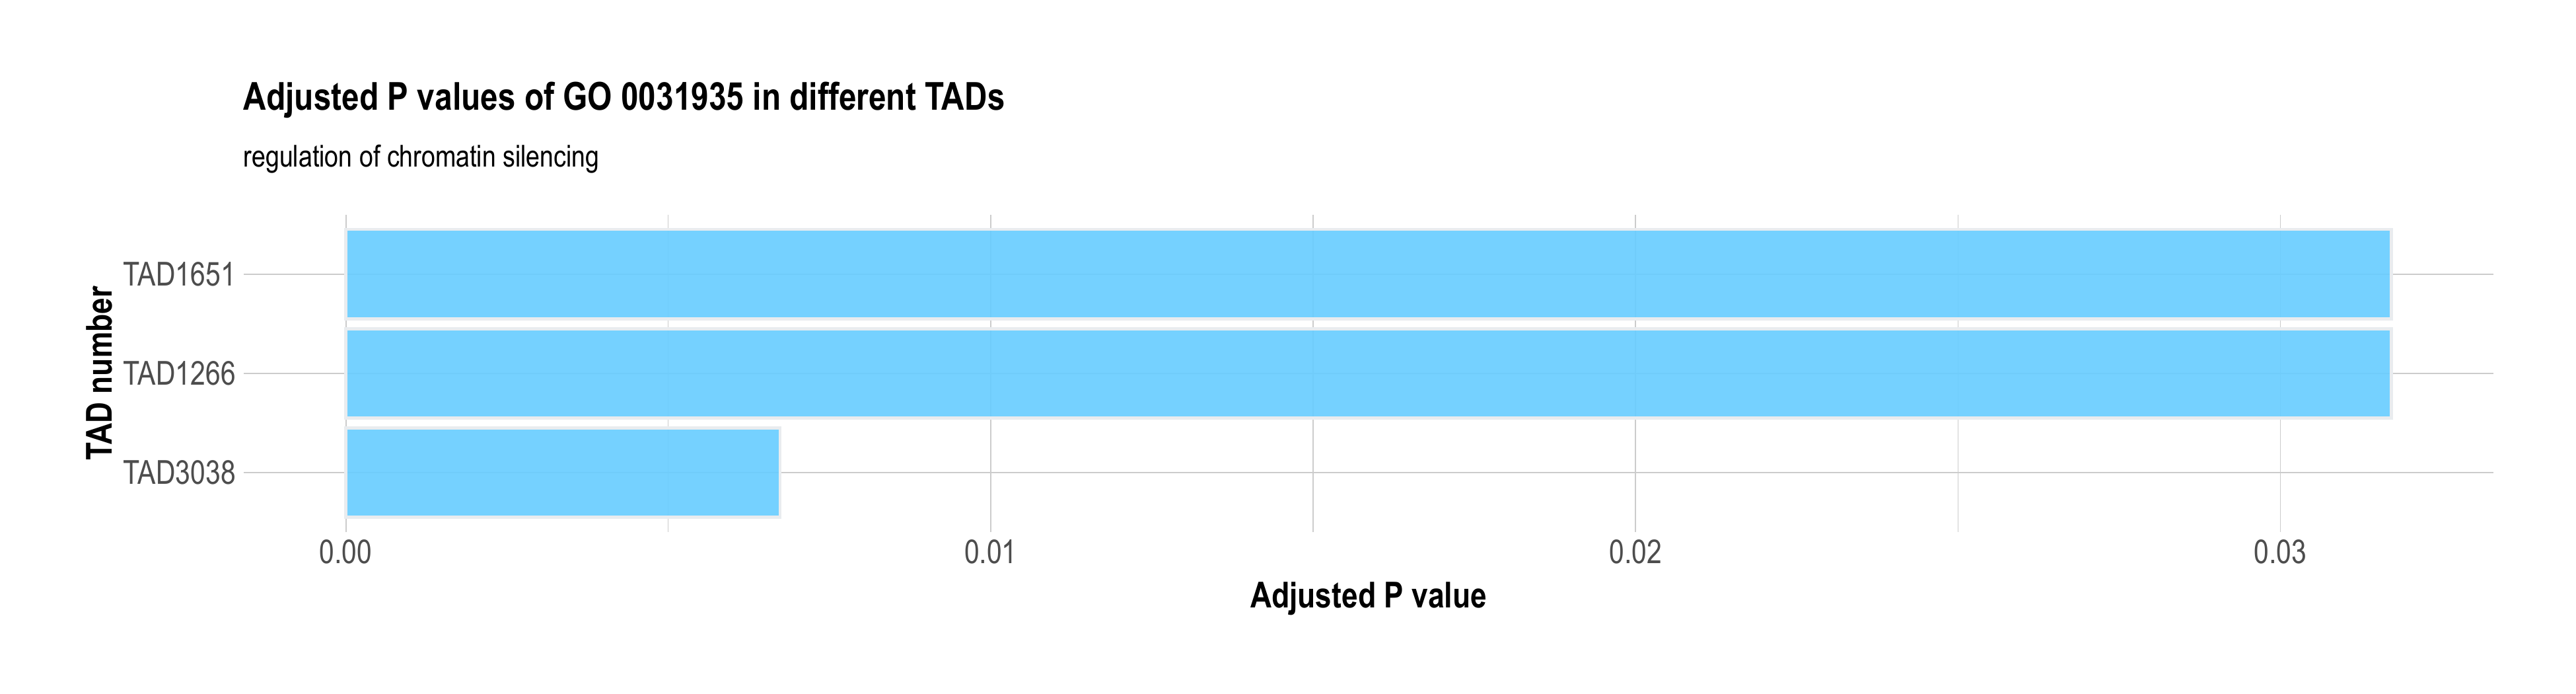 Adjusted P values of GO 0031935 in different TADs
regulation of chromatin silencing
TAD number
TAD1651
TAD1266
TAD3038
0.00 0.01 0.02 0.03
Adjusted P value